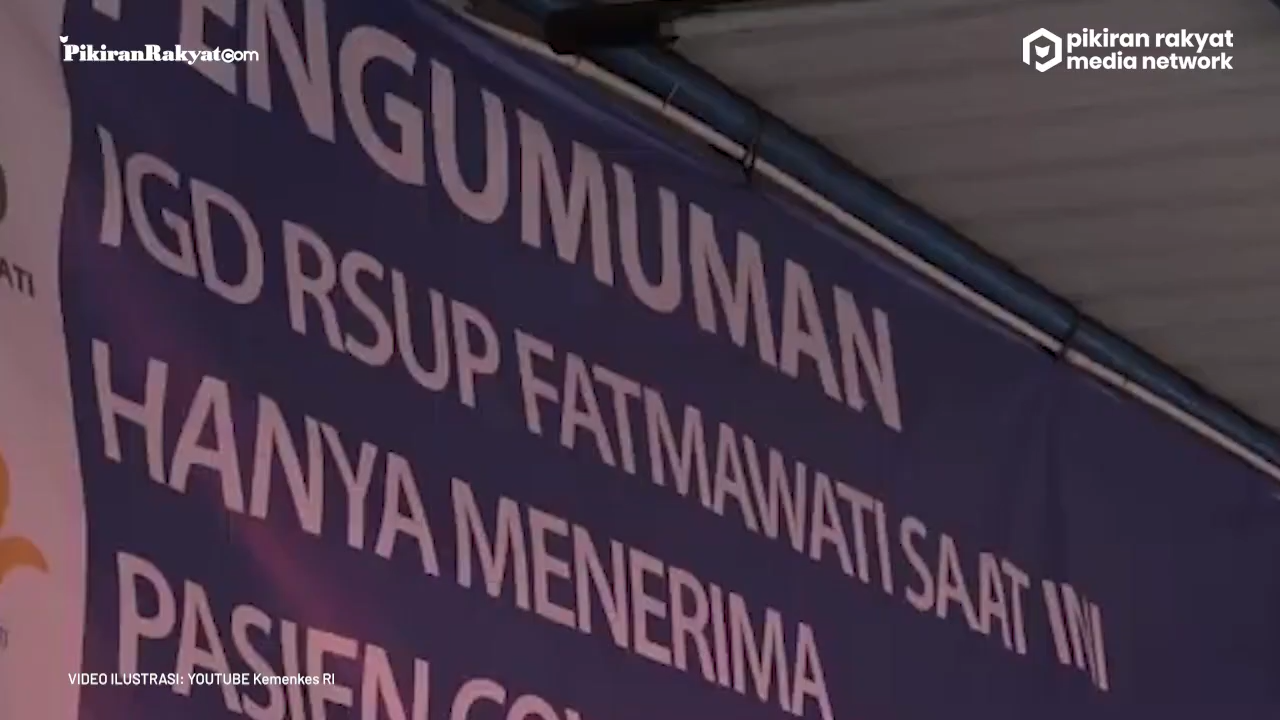 PikiranRakyat.com
pikiran rakyat
media network
PENGUMUMAN
IGD RSUP FATMAWATI SAAT INI
HANYA MENERIMA
PASIEN
VIDEO ILUSTRASI: YOUTUBE Kemenkes RI